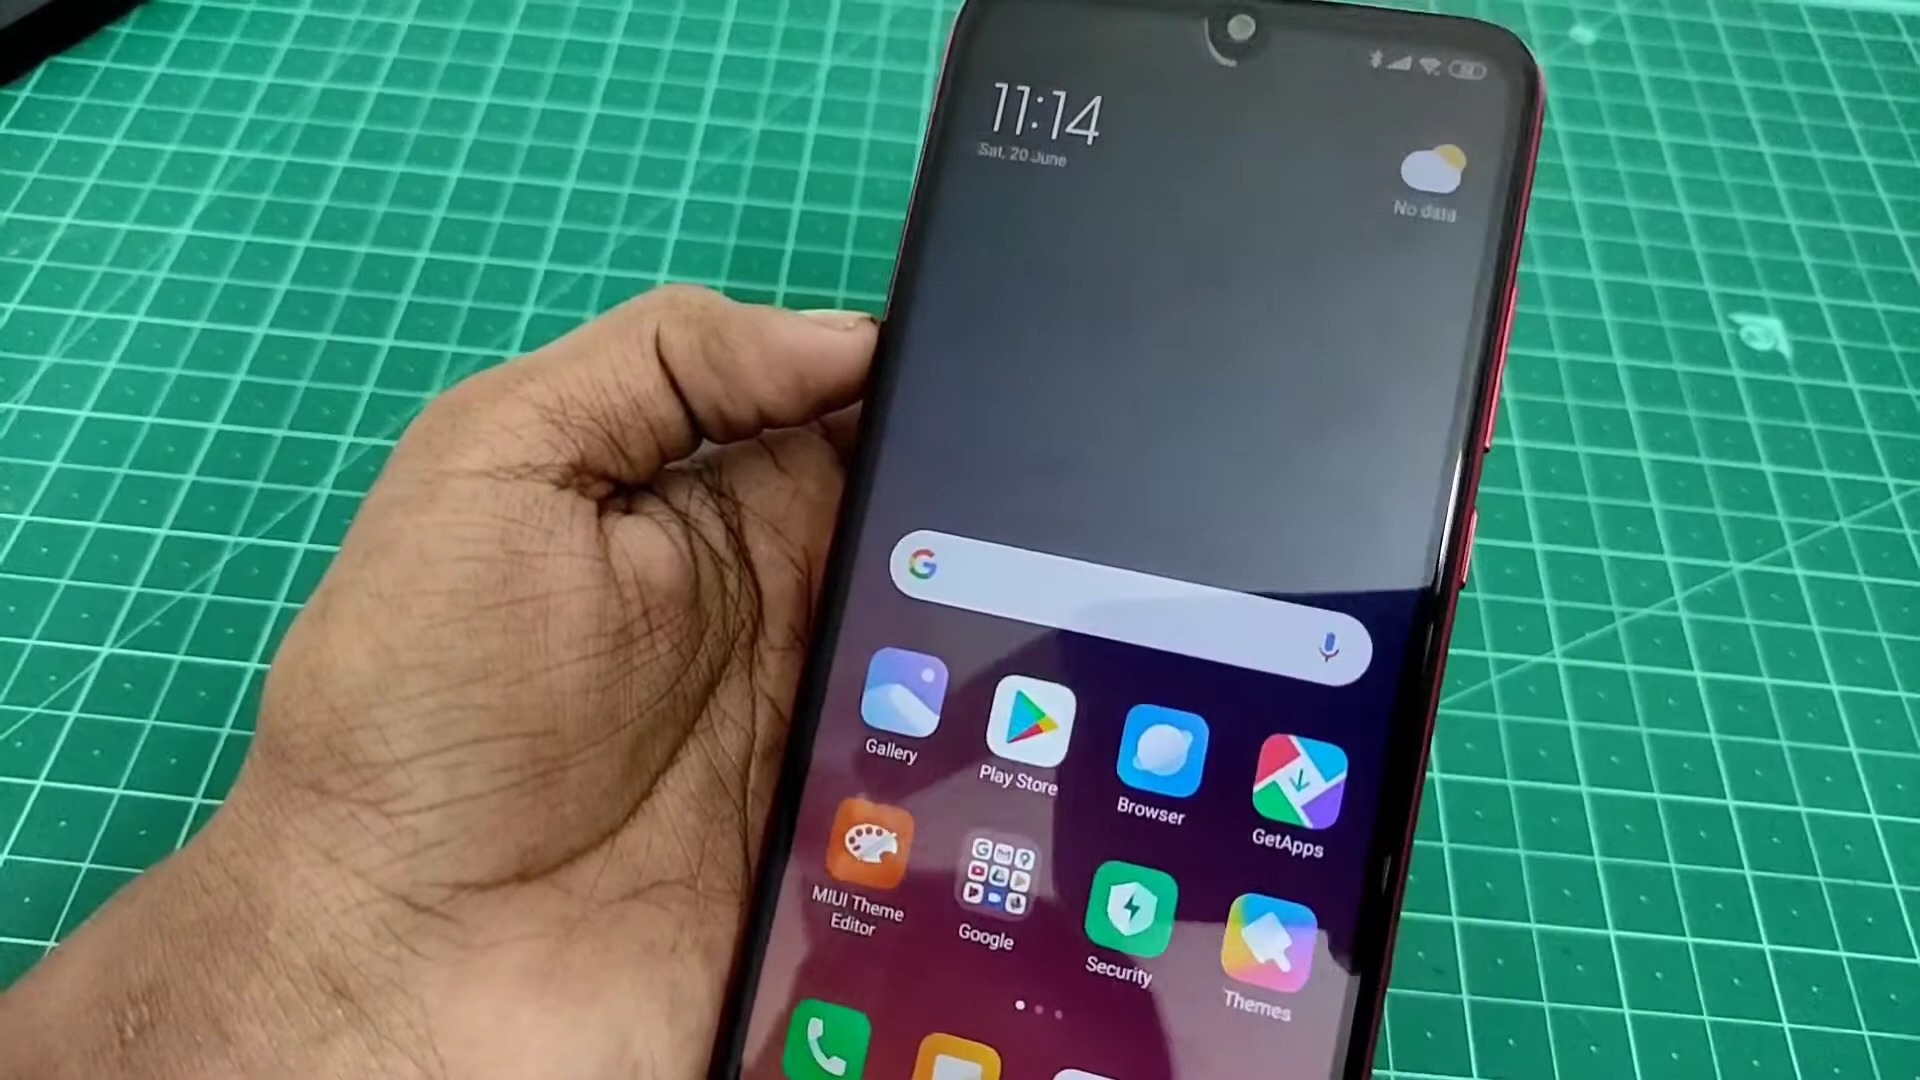 11:14
Sat, 20 June
No data
Gallery
Play Store
Browser
GetApps
MIUI Theme
Editor
Google
Security
Themes